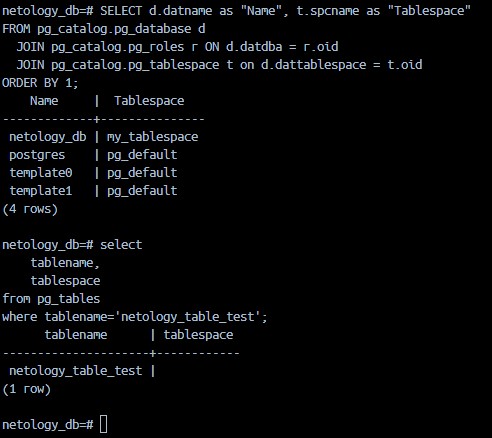 netology_db=# SELECT d.datname as "Name", t.spcname as "Tablespace"
FROM pg_catalog.pg_database d
  JOIN pg_catalog.pg_roles r ON d.datdba = r.oid
  JOIN pg_catalog.pg_tablespace t on d.dattablespace = t.oid
ORDER BY 1;
    Name     |  Tablespace
-------------+---------------
 netology_db | my_tablespace
 postgres    | pg_default
 template0   | pg_default
 template1   | pg_default
(4 rows)

netology_db=# select
    tablename,
    tablespace
from pg_tables
where tablename='netology_table_test';
      tablename      | tablespace
---------------------+------------
 netology_table_test |
(1 row)

netology_db=#